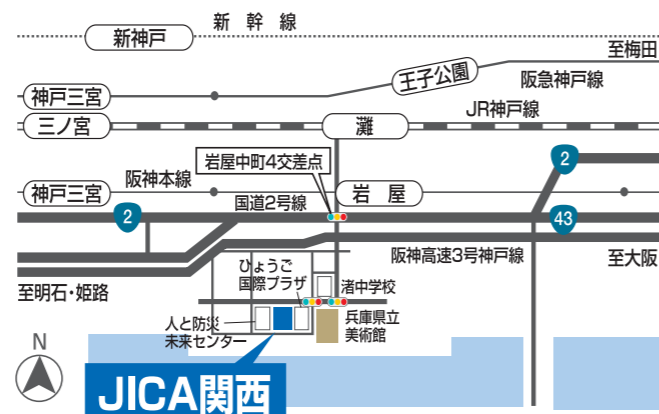 新幹線
新神戸
至梅田
王子公園
阪急神戸線
神戸三宮
JR神戸線
三ノ宮
灘
岩屋中町4交差点
2
阪神本線
神戸三宮
岩屋
国道2号線
2
43
阪神高速3号神戸線
至大阪
ひょうご
国際プラザ
渚中学校
至明石・姫路
人と防災
未来センター
兵庫県立
美術館
N
JICA関西